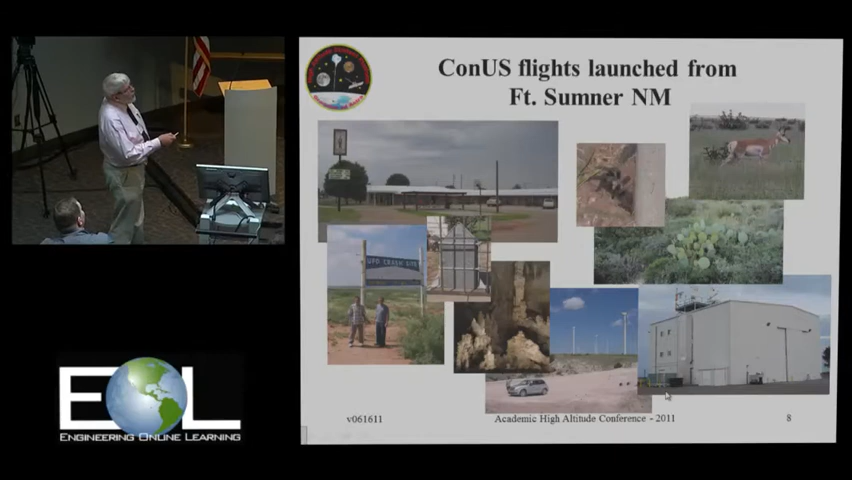 ConUS flights launched from
Ft. Sumner NM
UFO CRASH SITE
v061611
Academic High Altitude Conference - 2011
8
EOL
ENGINEERING ONLINE LEARNING